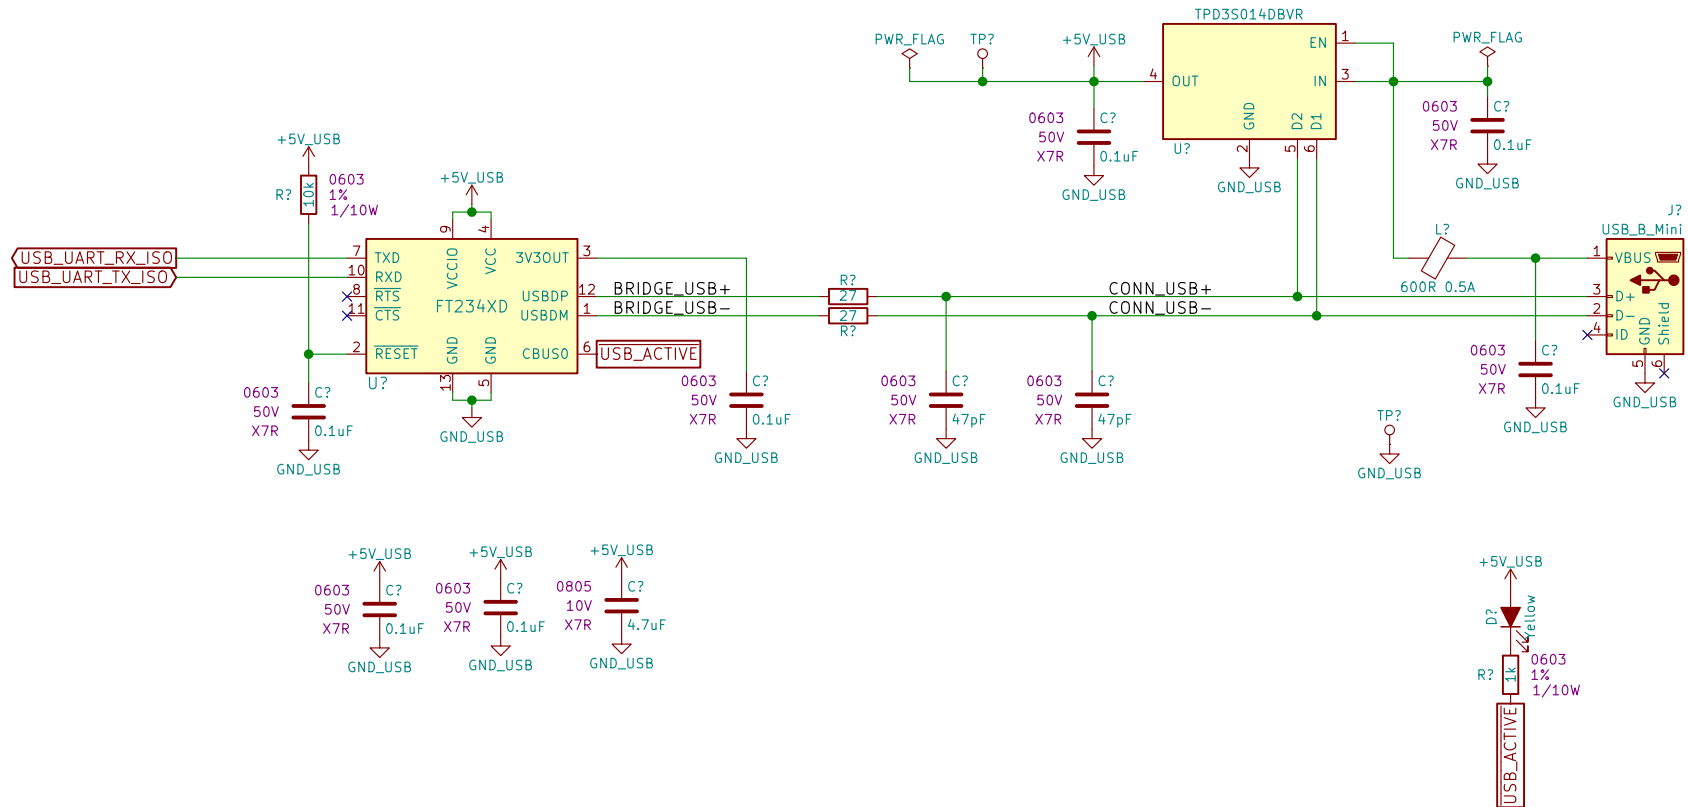 TPD3S014DBVR
PWR_FLAG
TP?
+5V_USB
4
OUT
EN
1
IN
3
GND
D2
D1
2
5
6
U?
GND_USB
PWR_FLAG
0603
50V
X7R
C?
0.1uF
GND_USB
0603
50V
X7R
C?
0.1uF
GND_USB
+5V_USB
R?
10k
0603
1%
1/10W
+5V_USB
9
4
USB_UART_RX_ISO
USB_UART_TX_ISO
7
TXD
10
RXD
8
RTS
11
CTS
2
RESET
VCCIO
VCC
FT234XD
GND
GND
3V3OUT
3
USBDP
12
USBDM
1
CBUS0
6
USB_ACTIVE
U?
13
5
GND_USB
0603
50V
X7R
C?
0.1uF
GND_USB
BRIDGE_USB+
BRIDGE_USB-
R?
27
27
R?
CONN_USB+
CONN_USB-
0603
50V
X7R
C?
0.1uF
GND_USB
0603
50V
X7R
C?
47pF
GND_USB
0603
50V
X7R
C?
47pF
GND_USB
L?
600R 0.5A
J?
USB_B_Mini
1
VBUS
3
D+
2
D-
4
ID
GND
Shield
5
6
GND_USB
0603
50V
X7R
C?
0.1uF
GND_USB
TP?
GND_USB
+5V_USB
0603
50V
X7R
C?
0.1uF
GND_USB
+5V_USB
0603
50V
X7R
C?
0.1uF
GND_USB
+5V_USB
0805
10V
X7R
C?
4.7uF
GND_USB
+5V_USB
D?
Yellow
R?
1k
0603
1%
1/10W
USB_ACTIVE